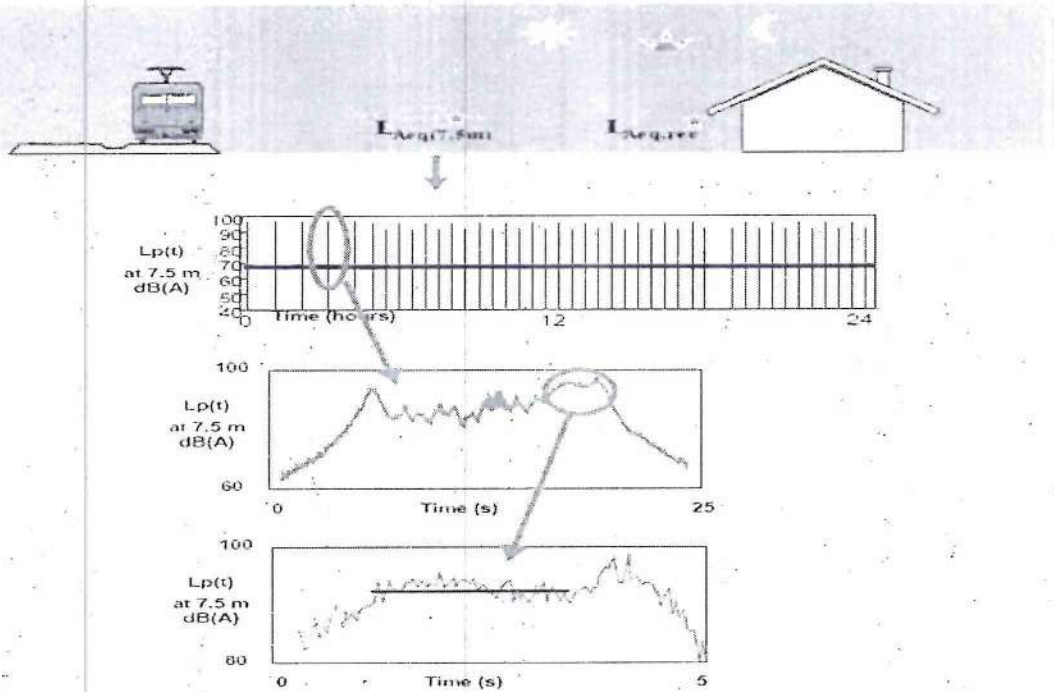 LAeq(7.5m) LAeq,rec
100
90
80
70
60
50
40
Lp(t)
at 7.5 m
dB(A)
0 Time (hours) 12 24
100
Lp(t)
at 7.5 m
dB(A)
60
0 Time (s) 25
100
Lp(t)
at 7.5 m
dB(A)
80
0 Time (s) 5